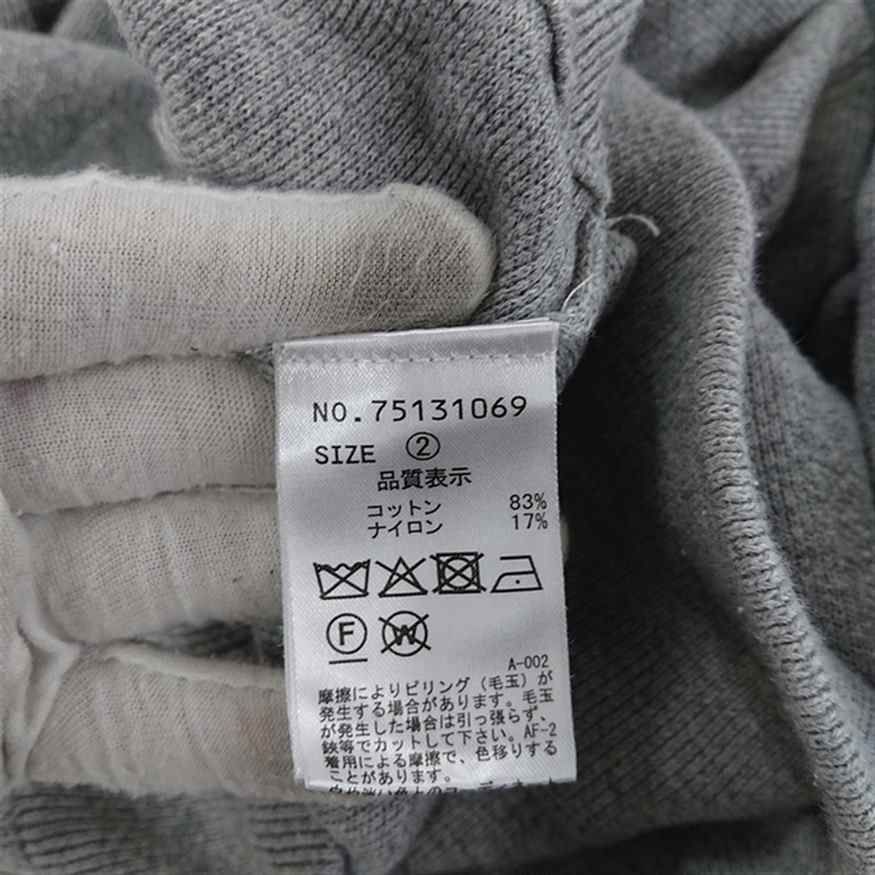 NO.75131069
SIZE ②
品質表示
コットン 83%
ナイロン 17%
F W
A-002
摩擦によりピリング(毛玉)が
発生する場合があります。毛玉
が発生した場合は引っ張らず、
鋏等でカットして下さい。AF-2
着用による摩擦で、色移りする
ことがあります。